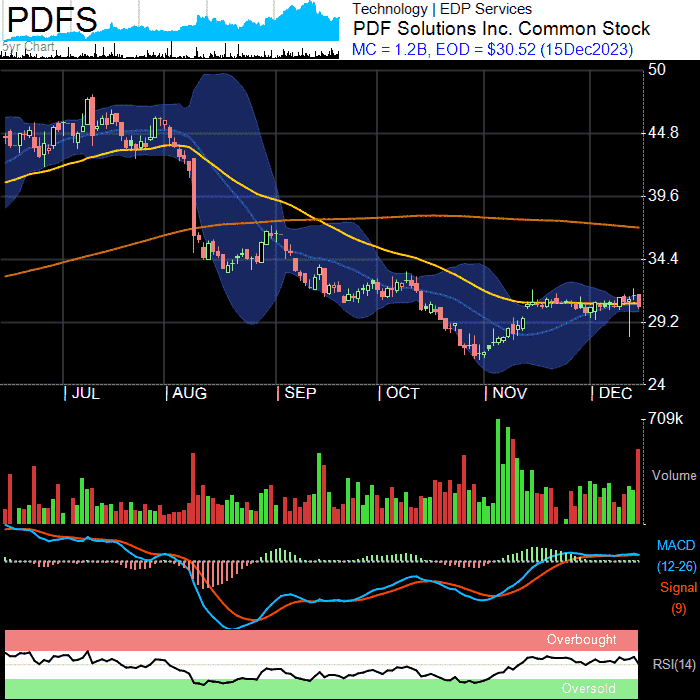 PDFS
5yr Chart
Technology | EDP Services
PDF Solutions Inc. Common Stock
MC = 1.2B, EOD = $30.52 (15Dec2023)
50
44.8
39.6
34.4
29.2
24
| JUL | AUG | SEP | OCT | NOV | DEC
709k
Volume
MACD
(12-26)
Signal
(9)
Overbought
RSI(14)
Oversold